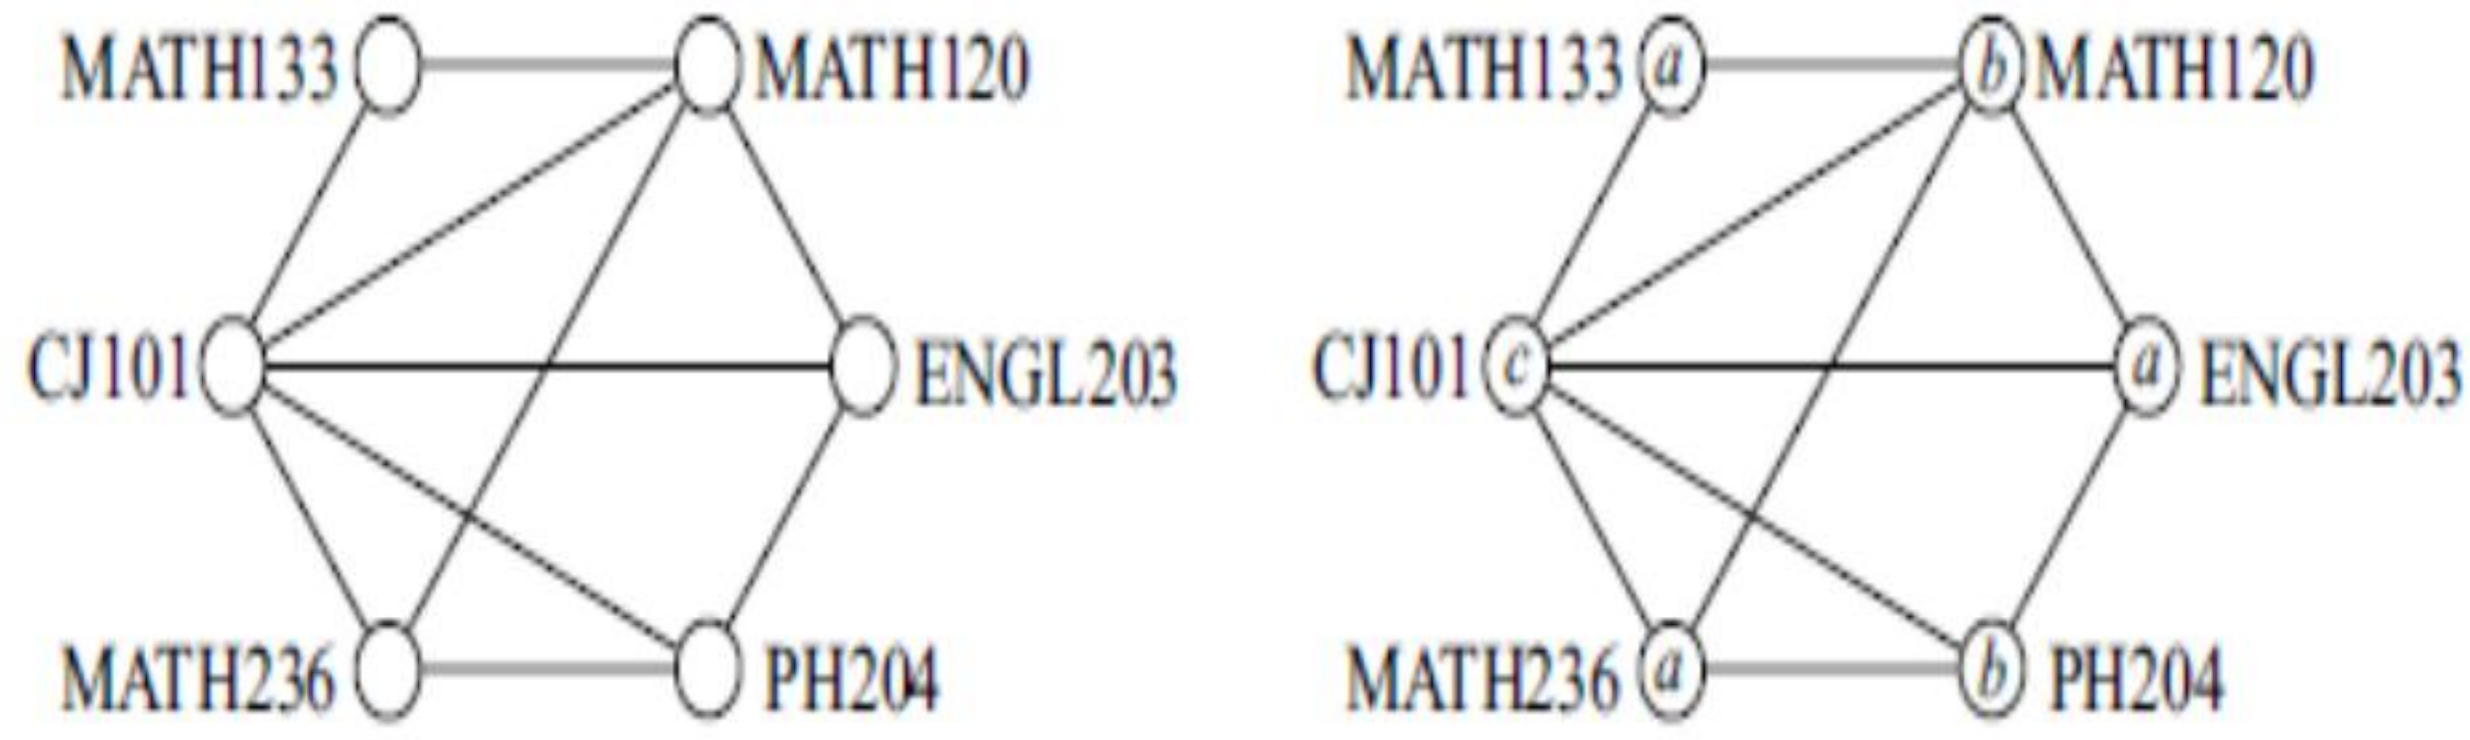 MATH133 MATH120
CJ101 ENGL203
MATH236 PH204
MATH133 a b MATH120
CJ101 c a ENGL203
MATH236 a b PH204